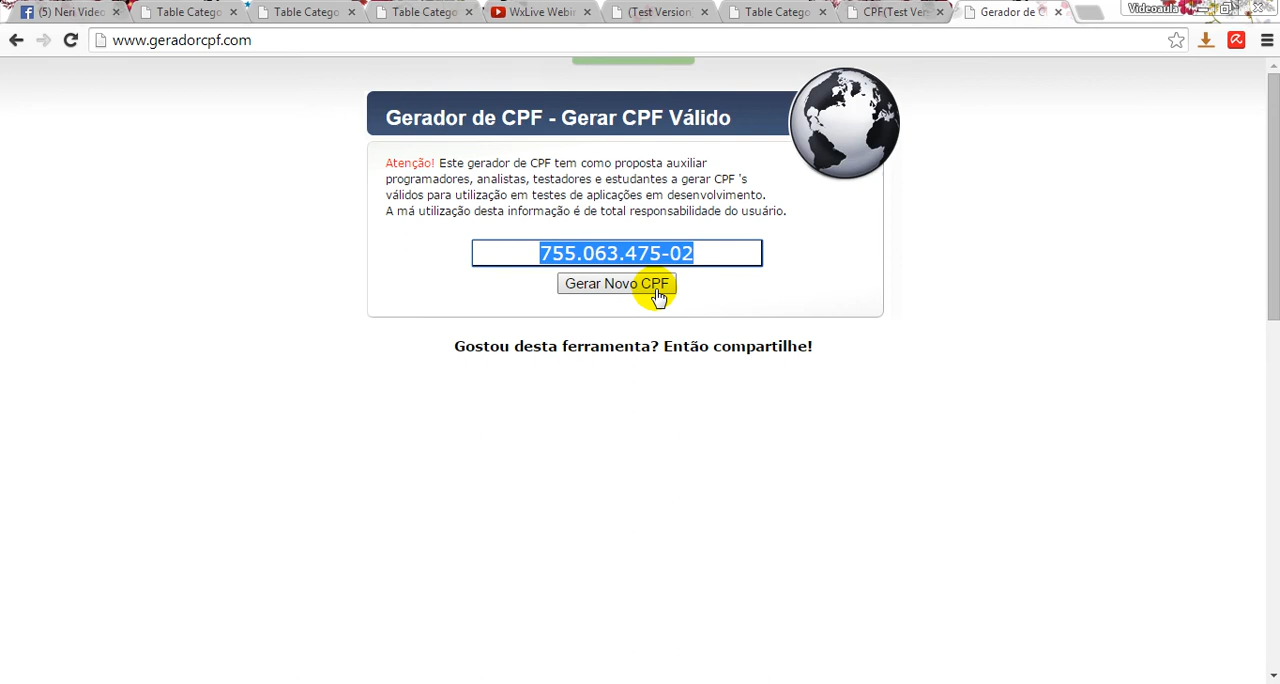 (5) Neri Video
Table Catego
Table Catego
Table Catego
WxLive Webin
(Test Version
Table Catego
CPF(Test Ver
Gerador de C
Videoaula
www.geradorcpf.com
Gerador de CPF - Gerar CPF Válido
Atenção! Este gerador de CPF tem como proposta auxiliar
programadores, analistas, testadores e estudantes a gerar CPF 's
válidos para utilização em testes de aplicações em desenvolvimento.
A má utilização desta informação é de total responsabilidade do usuário.
755.063.475-02
Gerar Novo CPF
Gostou desta ferramenta? Então compartilhe!